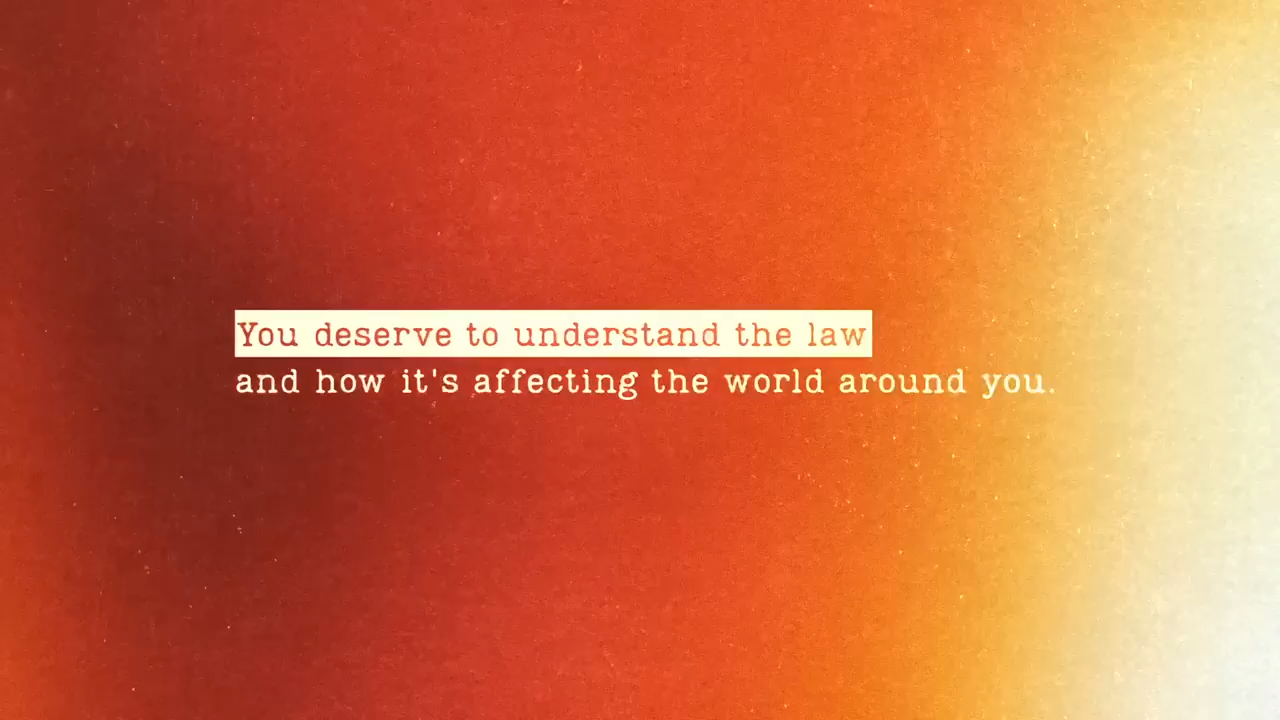 You deserve to understand the law
and how it's affecting the world around you.